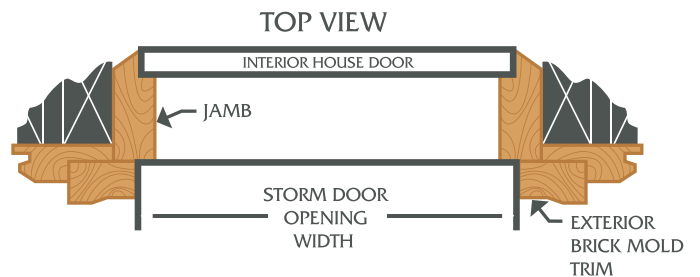 TOP VIEW
INTERIOR HOUSE DOOR
JAMB
STORM DOOR
OPENING
WIDTH
EXTERIOR
BRICK MOLD
TRIM